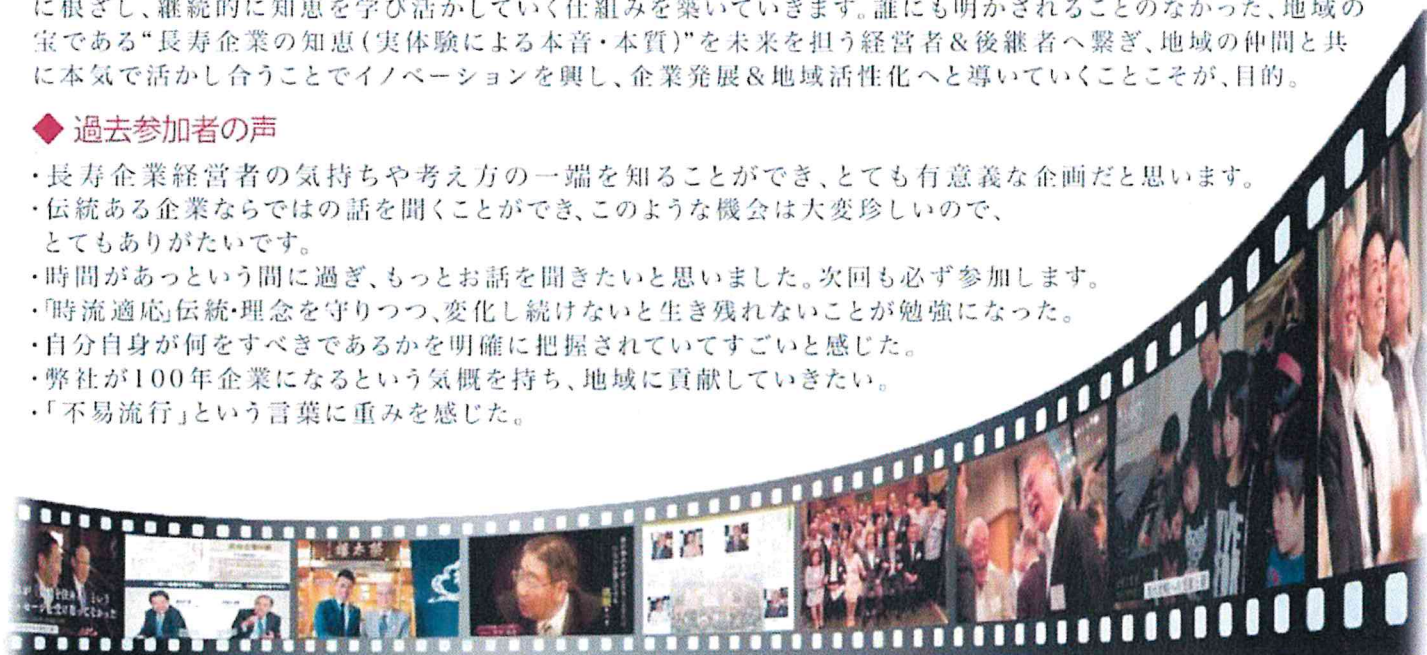 に根ざし、継続的に知恵を学び活かしていく仕組みを築いていきます。誰にも明かされることのなかった、地域の
宝である“長寿企業の知恵(実体験による本音・本質)”を未来を担う経営者&後継者へ繋ぎ、地域の仲間と共
に本気で活かし合うことでイノベーションを興し、企業発展&地域活性化へと導いていくことこそが、目的。
◆ 過去参加者の声
・長寿企業経営者の気持ちや考え方の一端を知ることができ、とても有意義な企画だと思います。
・伝統ある企業ならではの話を聞くことができ、このような機会は大変珍しいので、
とてもありがたいです。
・時間があっという間に過ぎ、もっとお話を聞きたいと思いました。次回も必ず参加します。
・「時流適応」伝統・理念を守りつつ、変化し続けないと生き残れないことが勉強になった。
・自分自身が何をすべきであるかを明確に把握されていてすごいと感じた。
・弊社が100年企業になるという気概を持ち、地域に貢献していきたい。
・「不易流行」という言葉に重みを感じた。